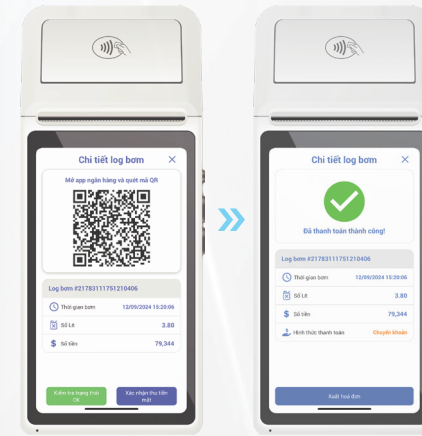 Chi tiết log bơm
Mở app ngân hàng và quét mã QR
Log bơm #21783111751210406
Thời gian bơm 12/09/2024 15:20:06
Số Lít 3.80
Số tiền 79,344
Kiểm tra trạng thái CK
Xác nhận thu tiền mặt
Chi tiết log bơm
Đã thanh toán thành công!
Log bơm #21783111751210406
Thời gian bơm 12/09/2024 15:20:06
Số Lít 3.80
Số tiền 79,344
Hình thức thanh toán Chuyển khoản
Xuất hoá đơn